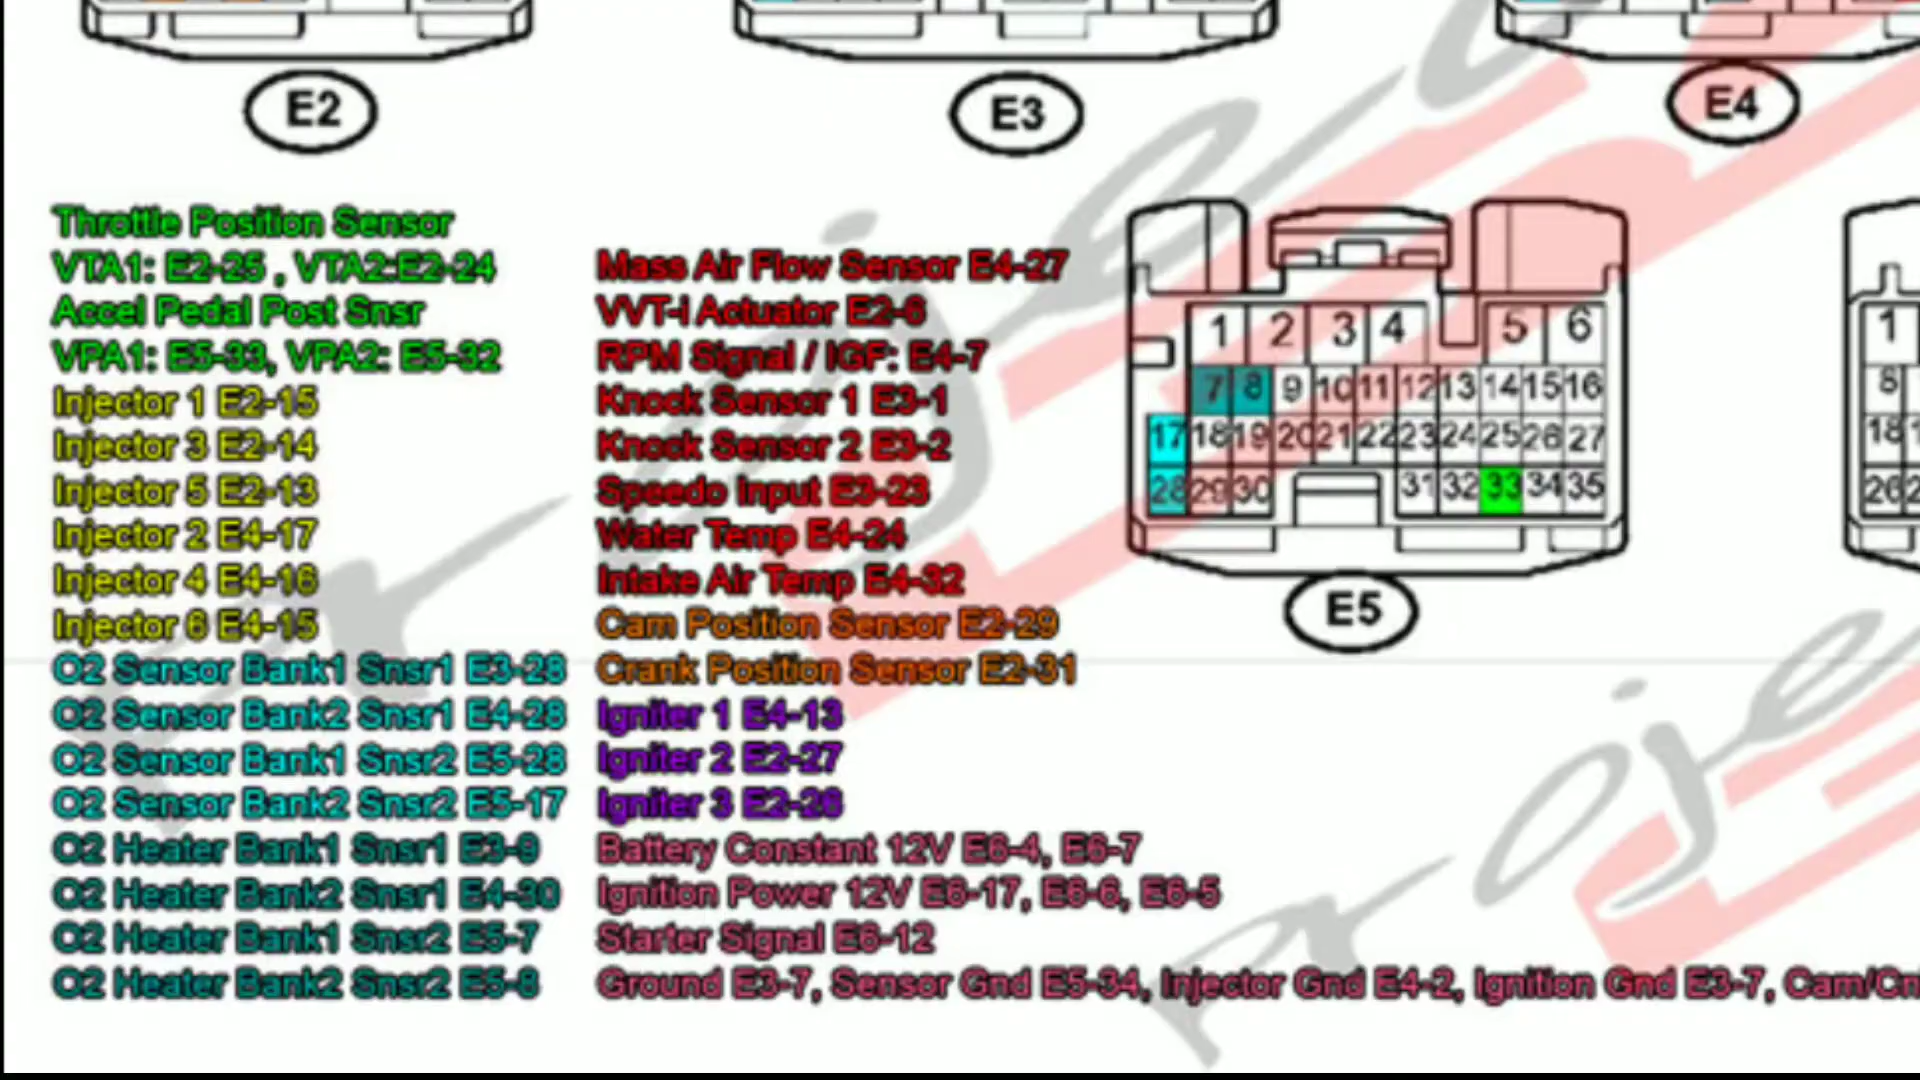 E2
E3
E4
Throttle Position Sensor
VTA1: E2-25 , VTA2:E2-24
Accel Pedal Post Snsr
VPA1: E5-33, VPA2: E5-32
Injector 1 E2-15
Injector 3 E2-14
Injector 5 E2-13
Injector 2 E4-17
Injector 4 E4-16
Injector 6 E4-15
O2 Sensor Bank1 Snsr1 E3-28
O2 Sensor Bank2 Snsr1 E4-28
O2 Sensor Bank1 Snsr2 E5-28
O2 Sensor Bank2 Snsr2 E5-17
O2 Heater Bank1 Snsr1 E3-9
O2 Heater Bank2 Snsr1 E4-30
O2 Heater Bank1 Snsr2 E5-7
O2 Heater Bank2 Snsr2 E5-8
Mass Air Flow Sensor E4-27
VVT-i Actuator E2-6
RPM Signal / IGF: E4-7
Knock Sensor 1 E3-1
Knock Sensor 2 E3-2
Speedo Input E3-23
Water Temp E4-24
Intake Air Temp E4-32
Cam Position Sensor E2-29
Crank Position Sensor E2-31
Igniter 1 E4-13
Igniter 2 E2-27
Igniter 3 E2-26
Battery Constant 12V E6-4, E6-7
Ignition Power 12V E6-17, E6-6, E6-5
Starter Signal E6-12
Ground E3-7, Sensor Gnd E5-34, Injector Gnd E4-2, Ignition Gnd E3-7, Cam/Cn
1 2 3 4 5 6
7 8 9 10 11 12 13 14 15 16
17 18 19 20 21 22 23 24 25 26 27
28 29 30 31 32 33 34 35
E5
1
8
18 1
26 2